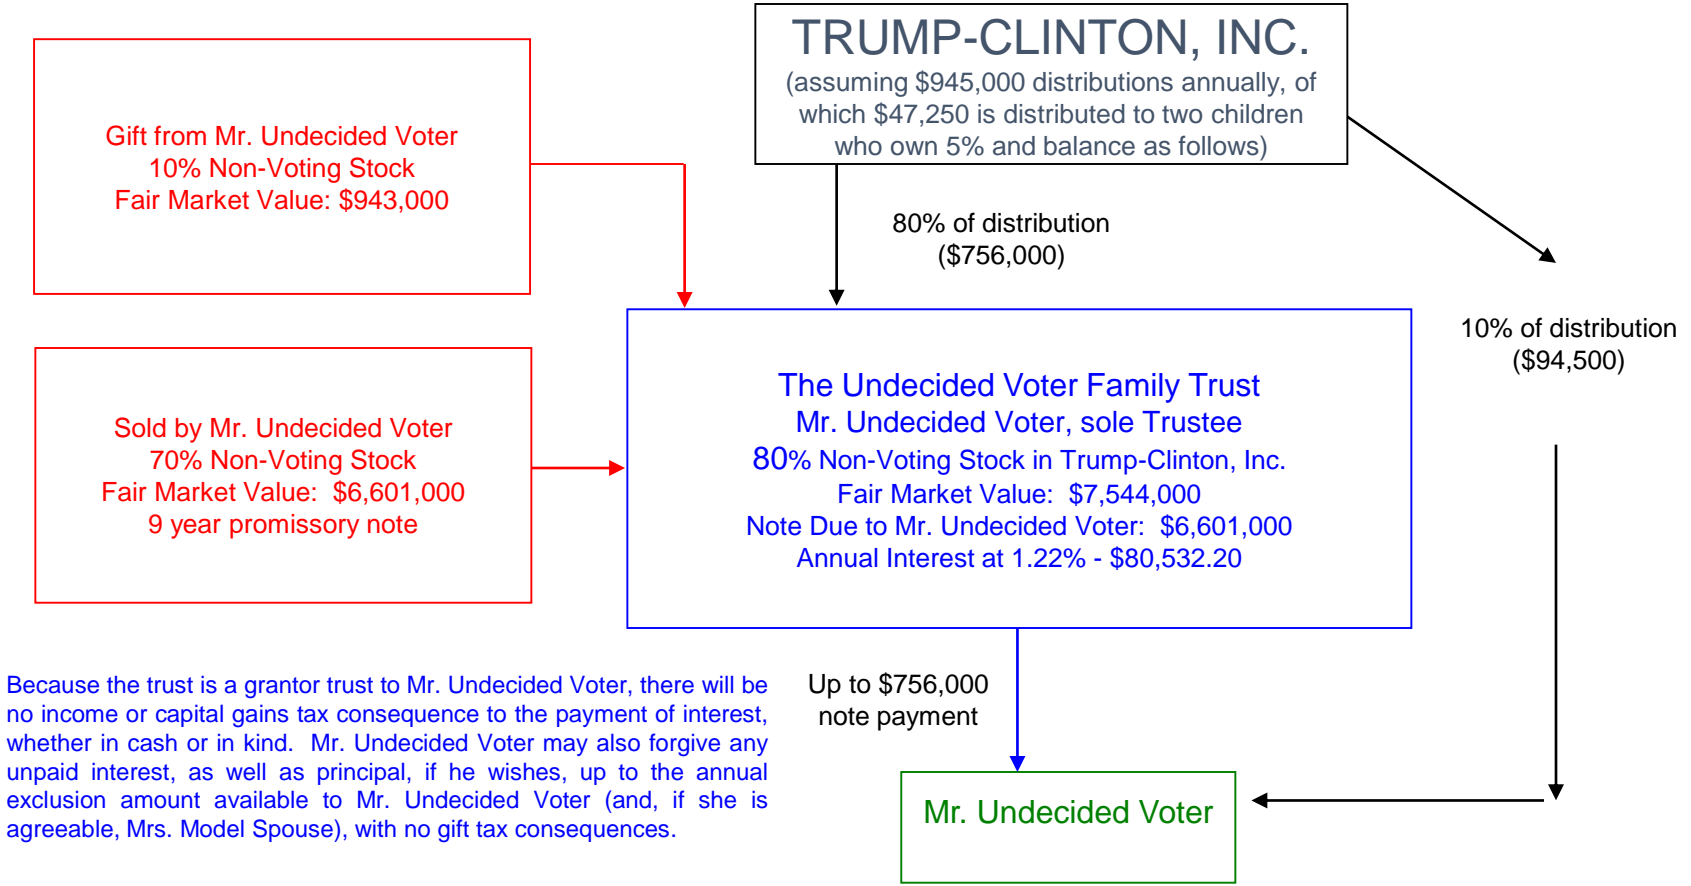 TRUMP-CLINTON, INC.
(assuming $945,000 distributions annually, of
which $47,250 is distributed to two children
who own 5% and balance as follows)
Gift from Mr. Undecided Voter
10% Non-Voting Stock
Fair Market Value: $943,000
80% of distribution
($756,000)
10% of distribution
($94,500)
Sold by Mr. Undecided Voter
70% Non-Voting Stock
Fair Market Value: $6,601,000
9 year promissory note
The Undecided Voter Family Trust
Mr. Undecided Voter, sole Trustee
80% Non-Voting Stock in Trump-Clinton, Inc.
Fair Market Value: $7,544,000
Note Due to Mr. Undecided Voter: $6,601,000
Annual Interest at 1.22% - $80,532.20
Because the trust is a grantor trust to Mr. Undecided Voter, there will be
no income or capital gains tax consequence to the payment of interest,
whether in cash or in kind. Mr. Undecided Voter may also forgive any
unpaid interest, as well as principal, if he wishes, up to the annual
exclusion amount available to Mr. Undecided Voter (and, if she is
agreeable, Mrs. Model Spouse), with no gift tax consequences.
Up to $756,000
note payment
Mr. Undecided Voter